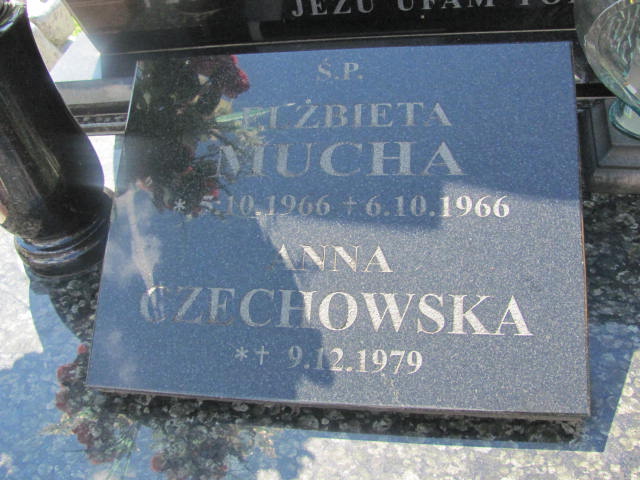 JEZU UFAM
Ś.P.
ELŻBIETA
MUCHA
* 5.10.1966 + 6.10.1966
ANNA
CZECHOWSKA
*† 9.12.1979